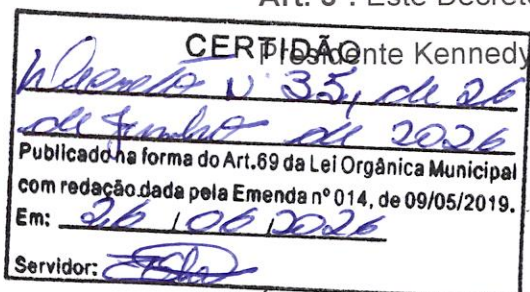 Art. 5º. Este Decreto
Presidente Kennedy
CERTIDÃO
Decreto Nº 35, de 26
de Junho de 2026
Publicado na forma do Art.69 da Lei Orgânica Municipal
com redação dada pela Emenda nº 014, de 09/05/2019.
Em: 26 / 06 / 2026
Servidor: